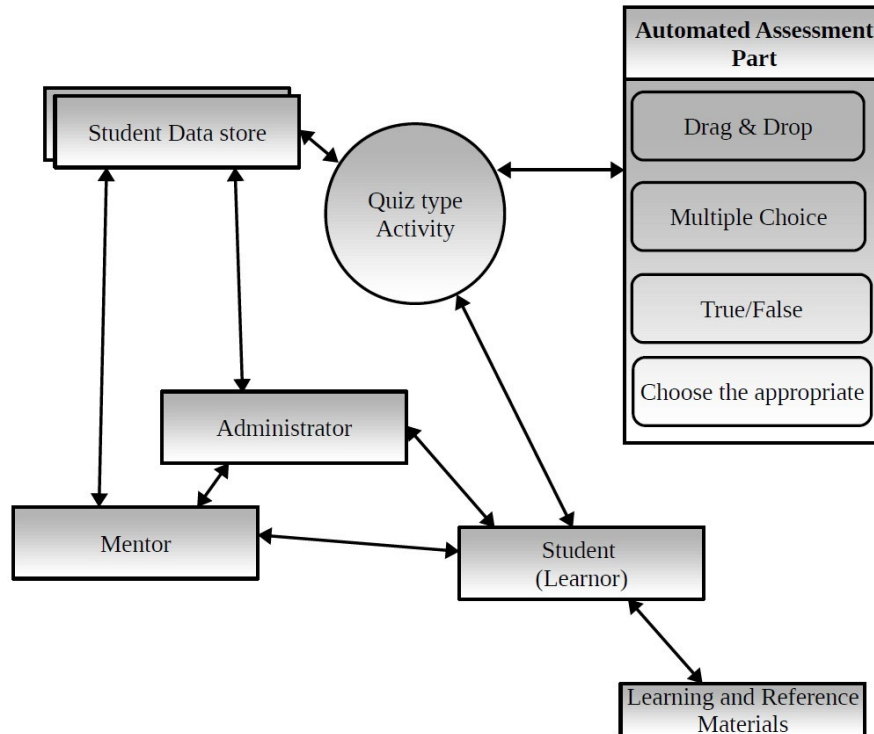 Automated Assessment
Part
Student Data store
Drag & Drop
Quiz type
Activity
Multiple Choice
True/False
Choose the appropriate
Administrator
Mentor
Student
(Learnor)
Learning and Reference
Materials